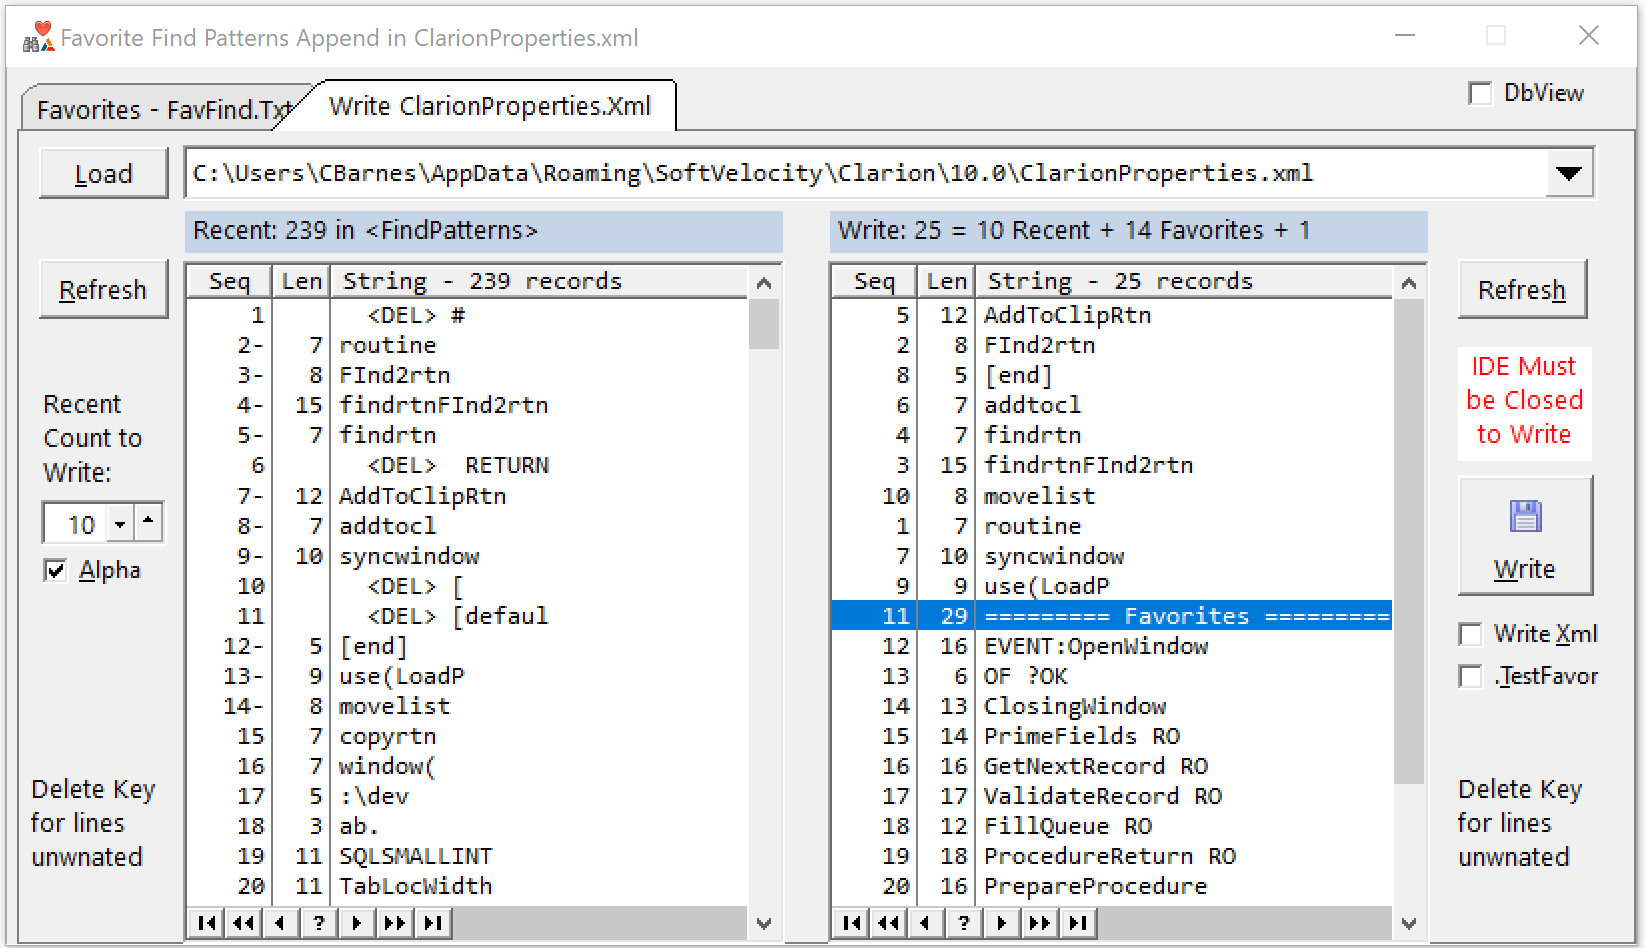 Favorite Find Patterns Append in ClarionProperties.xml
Favorites - FavFind.Txt
Write ClarionProperties.Xml
DbView
Load
C:\Users\CBarnes\AppData\Roaming\SoftVelocity\Clarion\10.0\ClarionProperties.xml
Recent: 239 in <FindPatterns>
Refresh
Recent
Count to
Write:
10
Alpha
Delete Key
for lines
unwnated
Seq Len String - 239 records
1 <DEL> #
2- 7 routine
3- 8 FInd2rtn
4- 15 findrtnFInd2rtn
5- 7 findrtn
6 <DEL> RETURN
7- 12 AddToClipRtn
8- 7 addtocl
9- 10 syncwindow
10 <DEL> [
11 <DEL> [defaul
12- 5 [end]
13- 9 use(LoadP
14- 8 movelist
15 7 copyrtn
16 7 window(
17 5 :\dev
18 3 ab.
19 11 SQLSMALLINT
20 11 TabLocWidth
?
Write: 25 = 10 Recent + 14 Favorites + 1
Seq Len String - 25 records
5 12 AddToClipRtn
2 8 FInd2rtn
8 5 [end]
6 7 addtocl
4 7 findrtn
3 15 findrtnFInd2rtn
10 8 movelist
1 7 routine
7 10 syncwindow
9 9 use(LoadP
11 29 ========= Favorites =========
12 16 EVENT:OpenWindow
13 6 OF ?OK
14 13 ClosingWindow
15 14 PrimeFields RO
16 16 GetNextRecord RO
17 17 ValidateRecord RO
18 12 FillQueue RO
19 18 ProcedureReturn RO
20 16 PrepareProcedure
?
Refresh
IDE Must
be Closed
to Write
Write
Write Xml
.TestFavor
Delete Key
for lines
unwnated